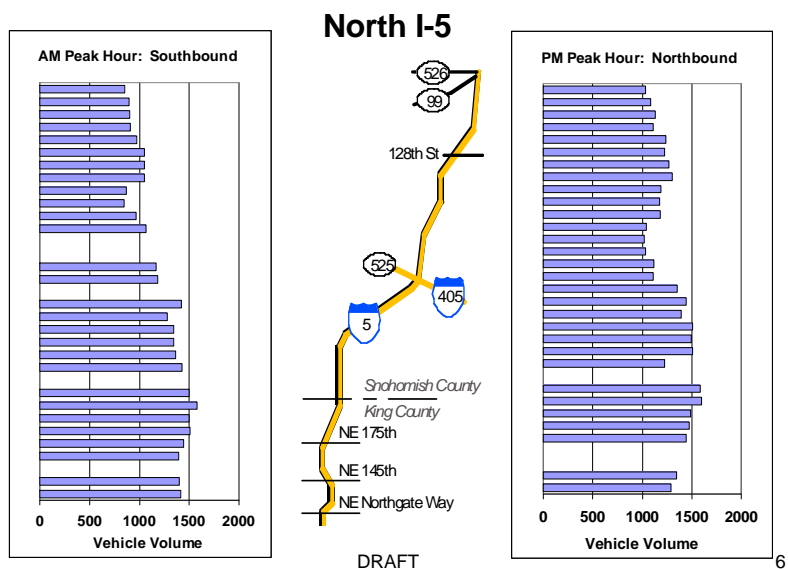 North I-5
AM Peak Hour: Southbound
0 500 1000 1500 2000
Vehicle Volume
526
99
128th St
525
405
5
Snohomish County
King County
NE 175th
NE 145th
NE Northgate Way
PM Peak Hour: Northbound
0 500 1000 1500 2000
Vehicle Volume
DRAFT
6